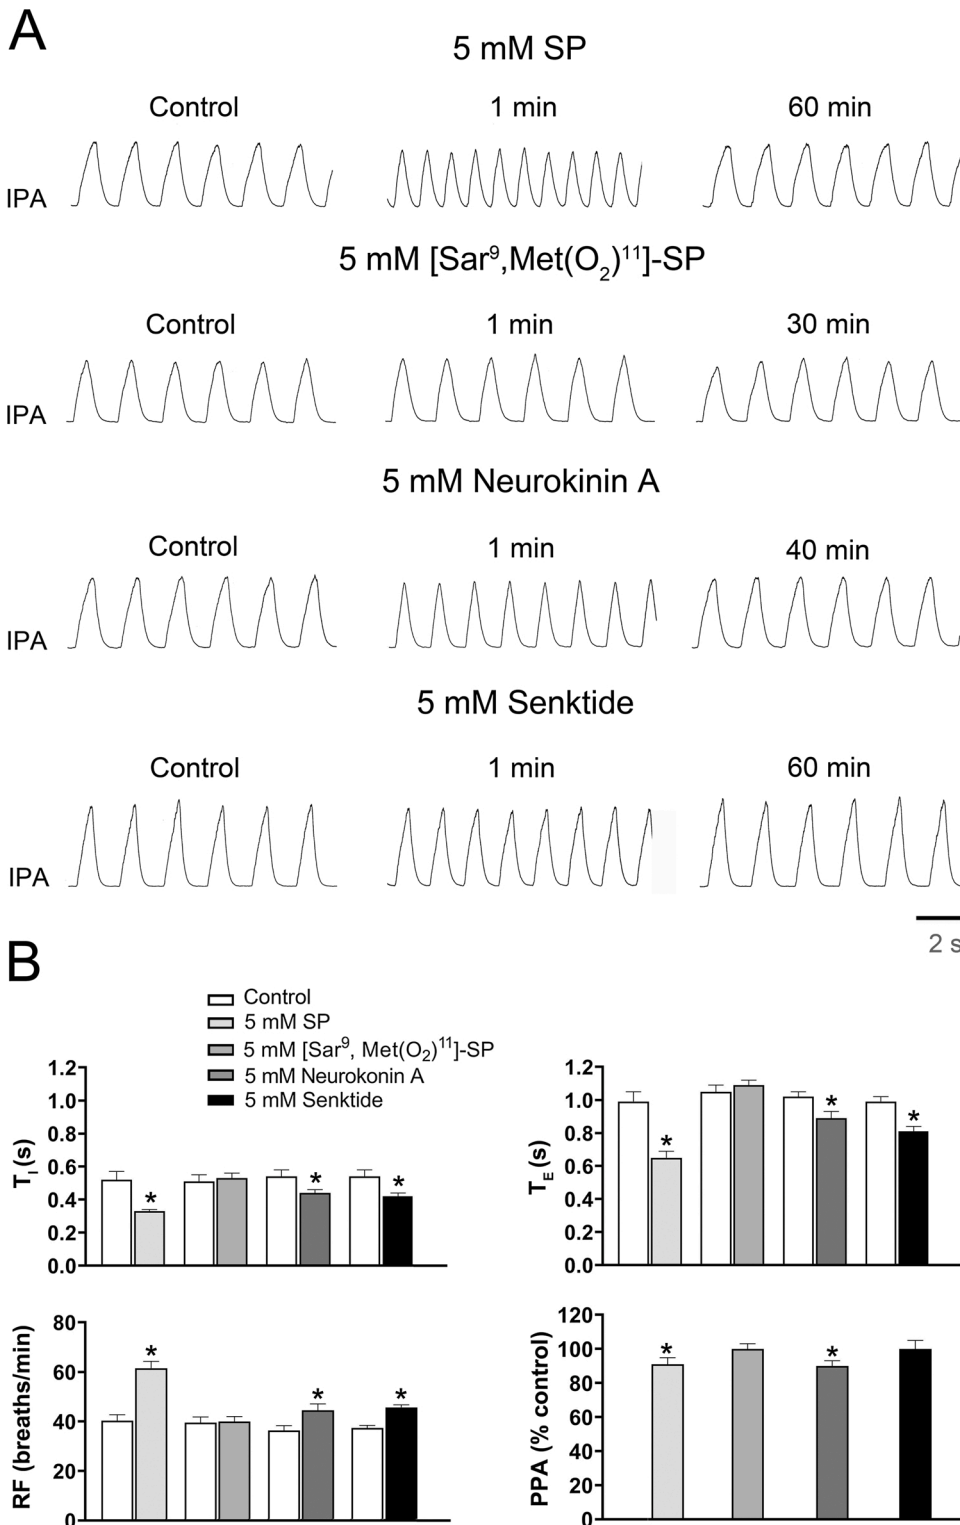 A
5 mM SP
Control 1 min 60 min
IPA
5 mM [Sar⁹,Met(O₂)¹¹]-SP
Control 1 min 30 min
IPA
5 mM Neurokinin A
Control 1 min 40 min
IPA
5 mM Senktide
Control 1 min 60 min
IPA
2 s
B
Control
5 mM SP
5 mM [Sar⁹, Met(O₂)¹¹]-SP
5 mM Neurokonin A
5 mM Senktide
T_I (s)
1.2
1.0
0.8
0.6
0.4
0.2
0.0
* * *
T_E (s)
1.2
1.0
0.8
0.6
0.4
0.2
0.0
* * *
RF (breaths/min)
80
60
40
20
0
* * *
PPA (% control)
120
100
80
60
40
20
0
* *